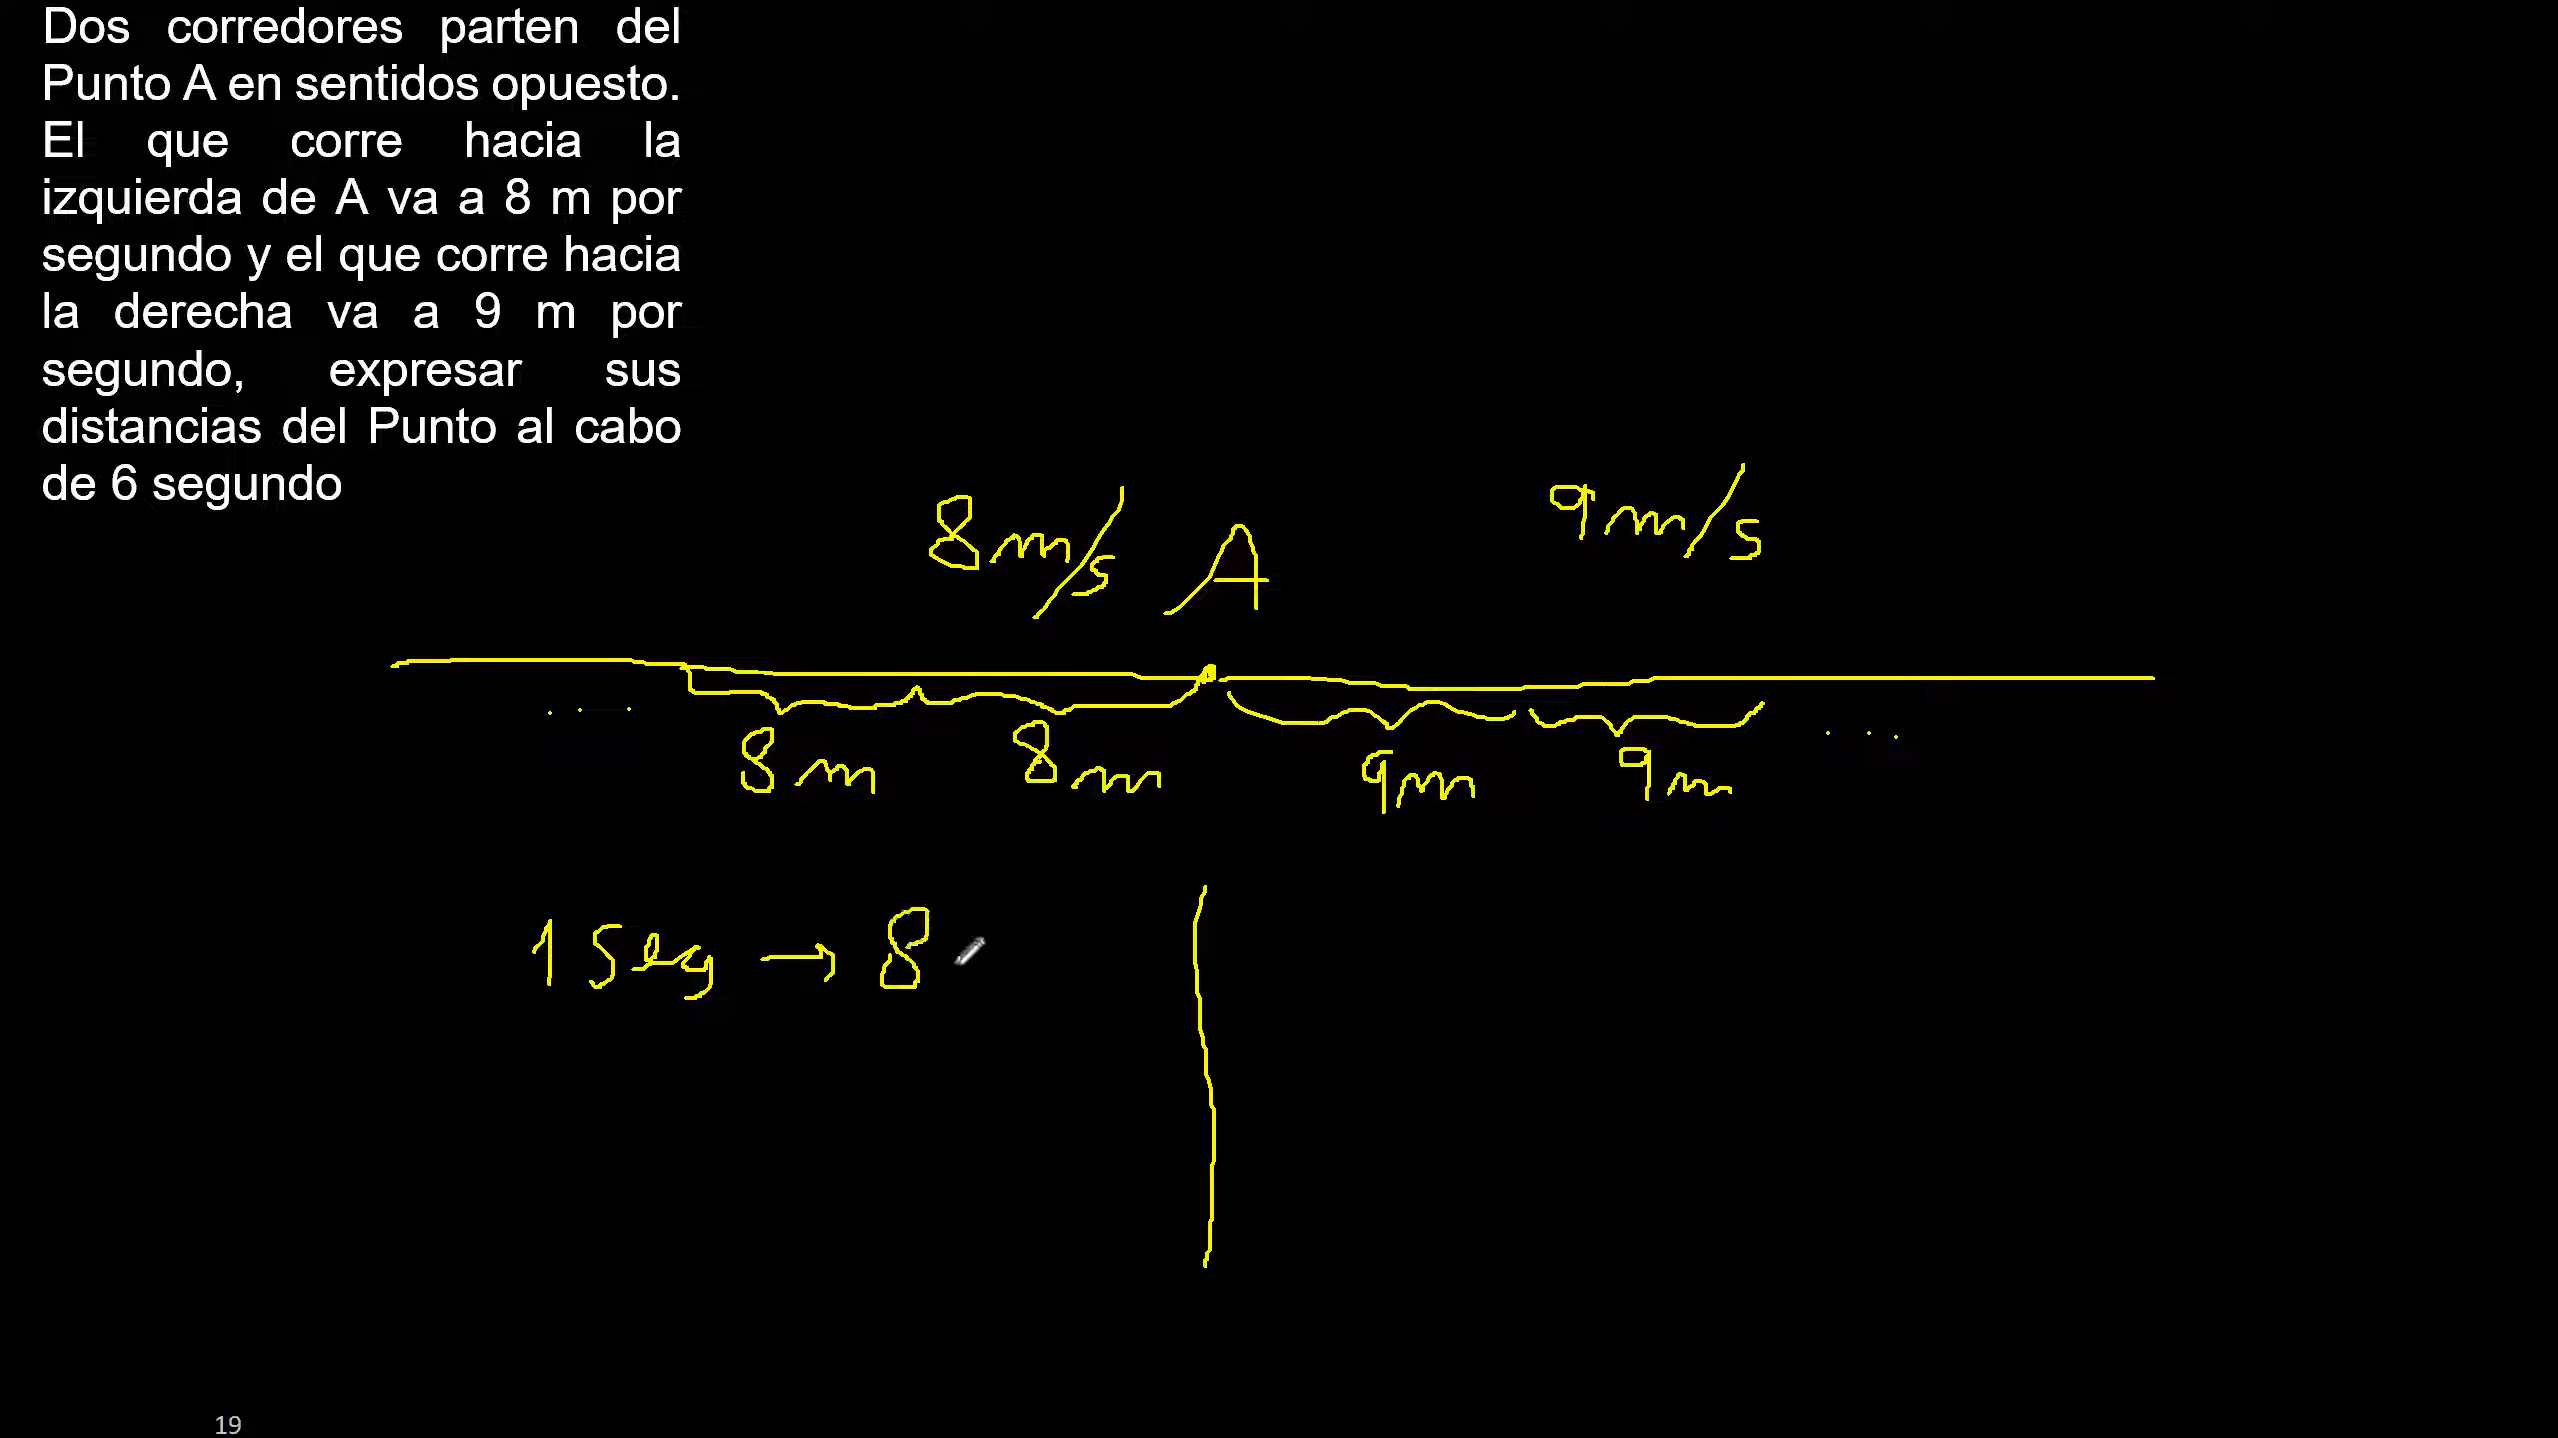 Dos corredores parten del
Punto A en sentidos opuesto.
El que corre hacia la
izquierda de A va a 8 m por
segundo y el que corre hacia
la derecha va a 9 m por
segundo, expresar sus
distancias del Punto al cabo
de 6 segundo
8m/s A 9m/s
... 8m 8m 9m 9m ...
1 Seg → 8
19